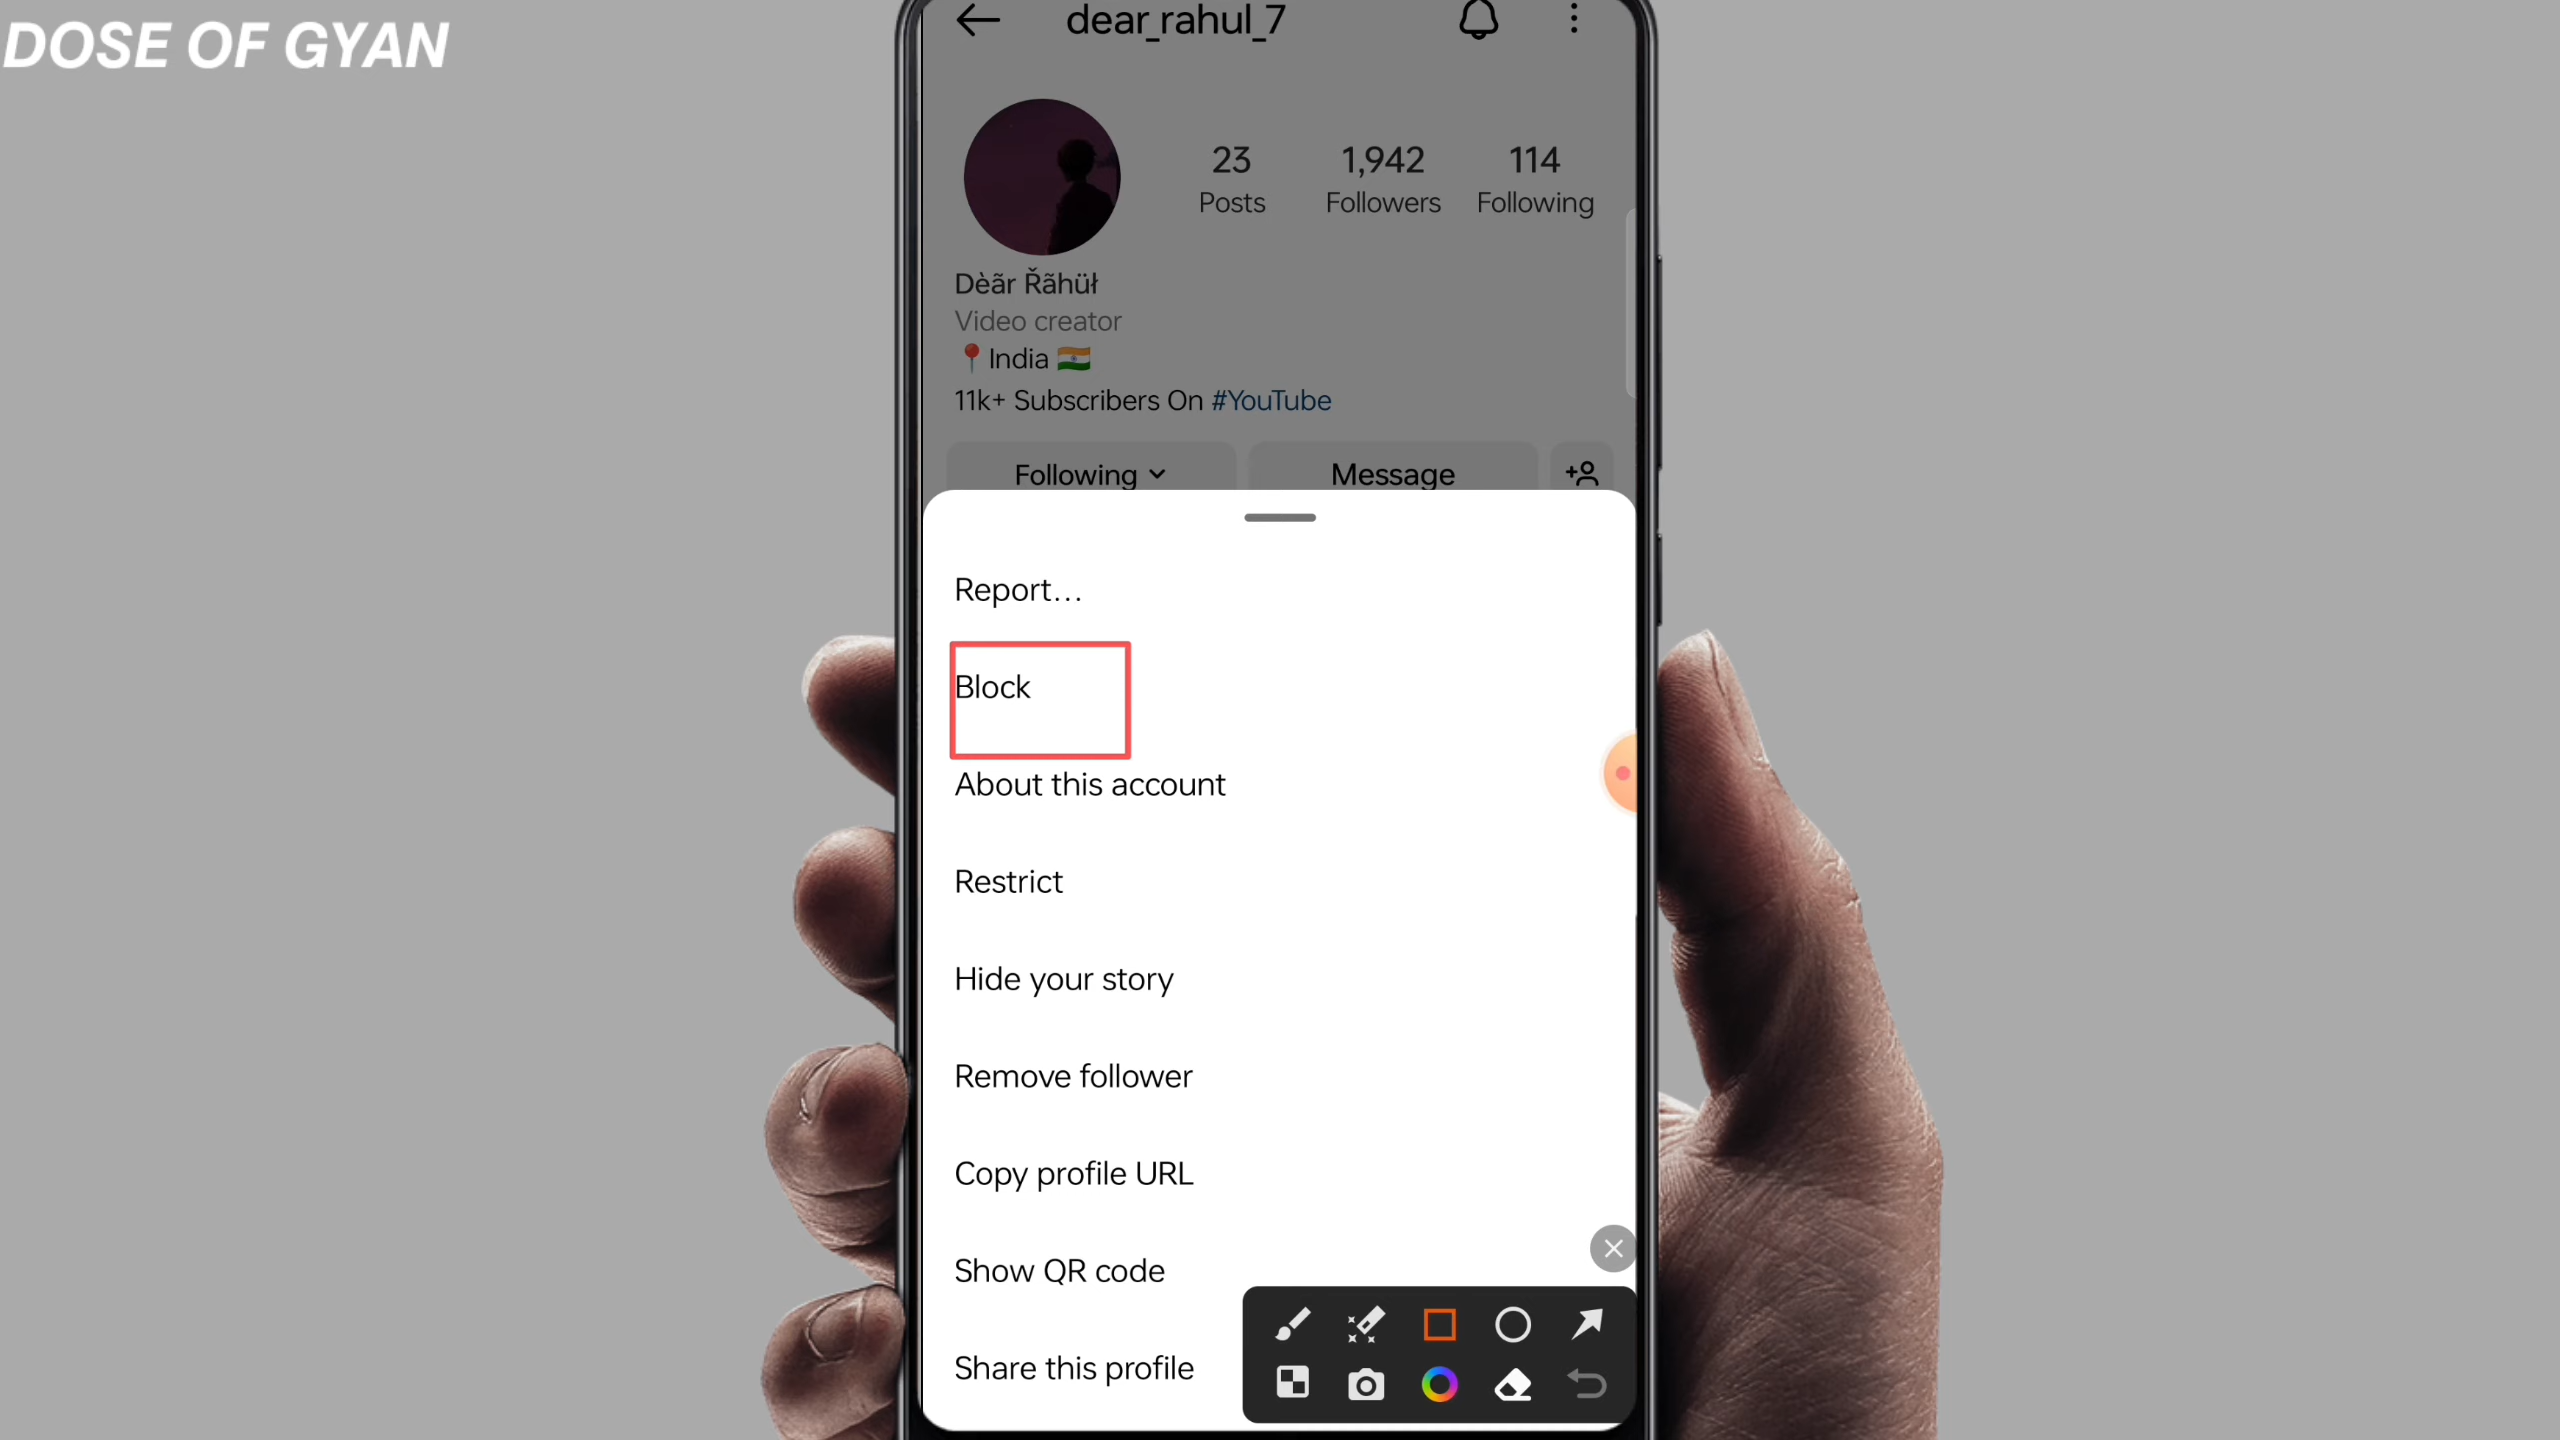 DOSE OF GYAN
dear_rahul_7
23
1,942
114
Posts
Followers
Following
Dèãr Řãhüł
Video creator
📍India 🇮🇳
11k+ Subscribers On #YouTube
Following
Message
Report...
Block
About this account
Restrict
Hide your story
Remove follower
Copy profile URL
Show QR code
Share this profile